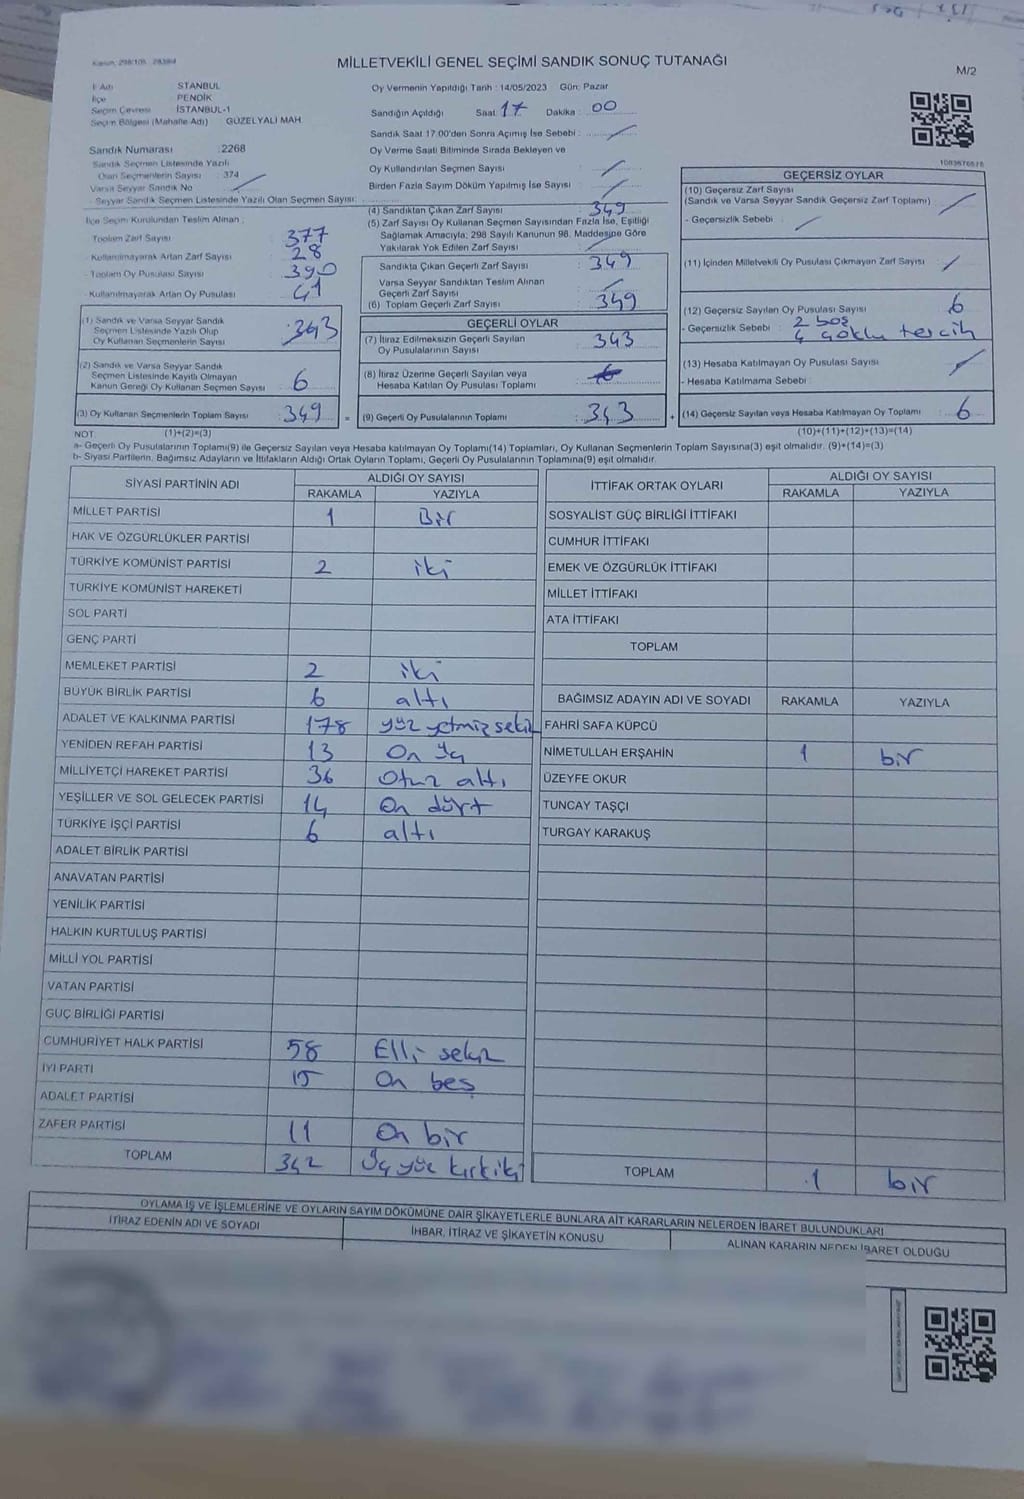 MİLLETVEKİLİ GENEL SEÇİMİ SANDIK SONUÇ TUTANAĞI
M/2
İl Adı STANBUL
İlçe PENDİK
Seçim Çevresi İSTANBUL-1
Seçim Bölgesi (Mahalle Adı) GÜZELYALI MAH.
Oy Vermenin Yapıldığı Tarih : 14/05/2023 Gün: Pazar
Sandığın Açıldığı Saat 17 Dakika : 00
Sandık Saat 17.00'den Sonra Açımış İse Sebebi :
Oy Verme Saati Bitiminde Sırada Bekleyen ve
Oy Kullandırılan Seçmen Sayısı
Birden Fazla Sayım Döküm Yapılmış İse Sayısı
Sandık Numarası : 2268
Sandık Seçmen Listesinde Yazılı
Olan Seçmenlerin Sayısı : 374
Varsa Seyyar Sandık No
Seyyar Sandık Seçmen Listesinde Yazılı Olan Seçmen Sayısı:
İlçe Seçim Kurulundan Teslim Alınan :
Toplam Zarf Sayısı 377
Kullanılmayarak Artan Zarf Sayısı 28
Toplam Oy Pusulası Sayısı 390
Kullanılmayarak Artan Oy Pusulası 41
(1) Sandık ve Varsa Seyyar Sandık
Seçmen Listesinde Yazılı Olup
Oy Kullanan Seçmenlerin Sayısı 343
(2) Sandık ve Varsa Seyyar Sandık
Seçmen Listesinde Kayıtlı Olmayan
Kanun Gereği Oy Kullanan Seçmen Sayısı 6
(3) Oy Kullanan Seçmenlerin Toplam Sayısı : 349
(4) Sandıktan Çıkan Zarf Sayısı 349
(5) Zarf Sayısı Oy Kullanan Seçmen Sayısından Fazla İse, Eşitliği
Sağlamak Amacıyla; 298 Sayılı Kanunun 98. Maddesine Göre
Yakılarak Yok Edilen Zarf Sayısı
Sandıkta Çıkan Geçerli Zarf Sayısı : 349
Varsa Seyyar Sandıktan Teslim Alınan
Geçerli Zarf Sayısı
(6) Toplam Geçerli Zarf Sayısı 349
GEÇERLİ OYLAR
(7) İtiraz Edilmeksizin Geçerli Sayılan
Oy Pusulalarının Sayısı 343
(8) İtiraz Üzerine Geçerli Sayılan veya
Hesaba Katılan Oy Pusulası Toplamı
= (9) Geçerli Oy Pusulalarının Toplamı : 343
1083676575
GEÇERSİZ OYLAR
(10) Geçersiz Zarf Sayısı
(Sandık ve Varsa Seyyar Sandık Geçersiz Zarf Toplamı)
- Geçersizlik Sebebi :
(11) İçinden Milletvekili Oy Pusulası Çıkmayan Zarf Sayısı
(12) Geçersiz Sayılan Oy Pusulası Sayısı 6
- Geçersizlik Sebebi : 2 boş
4 çoklu tercih
(13) Hesaba Katılmayan Oy Pusulası Sayısı
- Hesaba Katılmama Sebebi :
+ (14) Geçersiz Sayılan veya Hesaba Katılmayan Oy Toplamı : 6
NOT (1)+(2)=(3)
(10)+(11)+(12)+(13)=(14)
a- Geçerli Oy Pusulalarının Toplamı(9) ile Geçersiz Sayılan veya Hesaba katılmayan Oy Toplamı(14) Toplamları, Oy Kullanan Seçmenlerin Toplam Sayısına(3) eşit olmalıdır. (9)+(14)=(3)
b- Siyasi Partilerin, Bağımsız Adayların ve İttifakların Aldığı Ortak Oyların Toplamı, Geçerli Oy Pusulalarının Toplamına(9) eşit olmalıdır.
SİYASİ PARTİNİN ADI ALDIĞI OY SAYISI
RAKAMLA YAZIYLA
MİLLET PARTİSİ 1 Bir
HAK VE ÖZGÜRLÜKLER PARTİSİ
TÜRKİYE KOMÜNİST PARTİSİ 2 iki
TÜRKİYE KOMÜNİST HAREKETİ
SOL PARTİ
GENÇ PARTİ
MEMLEKET PARTİSİ 2 iki
BÜYÜK BİRLİK PARTİSİ 6 altı
ADALET VE KALKINMA PARTİSİ 178 yüz yetmiş sekiz
YENİDEN REFAH PARTİSİ 13 On üç
MİLLİYETÇİ HAREKET PARTİSİ 36 Otuz altı
YEŞİLLER VE SOL GELECEK PARTİSİ 14 On dört
TÜRKİYE İŞÇİ PARTİSİ 6 altı
ADALET BİRLİK PARTİSİ
ANAVATAN PARTİSİ
YENİLİK PARTİSİ
HALKIN KURTULUŞ PARTİSİ
MİLLİ YOL PARTİSİ
VATAN PARTİSİ
GÜÇ BİRLİĞİ PARTİSİ
CUMHURİYET HALK PARTİSİ 58 Elli sekiz
İYİ PARTİ 15 On beş
ADALET PARTİSİ
ZAFER PARTİSİ 11 On bir
TOPLAM 342 Üç yüz kırk iki
İTTİFAK ORTAK OYLARI ALDIĞI OY SAYISI
RAKAMLA YAZIYLA
SOSYALİST GÜÇ BİRLİĞİ İTTİFAKI
CUMHUR İTTİFAKI
EMEK VE ÖZGÜRLÜK İTTİFAKI
MİLLET İTTİFAKI
ATA İTTİFAKI
TOPLAM
BAĞIMSIZ ADAYIN ADI VE SOYADI RAKAMLA YAZIYLA
FAHRİ SAFA KÜPCÜ
NİMETULLAH ERŞAHİN 1 bir
ÜZEYFE OKUR
TUNCAY TAŞÇI
TURGAY KARAKUŞ
TOPLAM 1 bir
OYLAMA İŞ VE İŞLEMLERİNE VE OYLARIN SAYIM DÖKÜMÜNE DAİR ŞİKAYETLERLE BUNLARA AİT KARARLARIN NELERDEN İBARET BULUNDUKLARI
İTİRAZ EDENİN ADI VE SOYADI İHBAR, İTİRAZ VE ŞİKAYETİN KONUSU ALINAN KARARIN NEDEN İBARET OLDUĞU